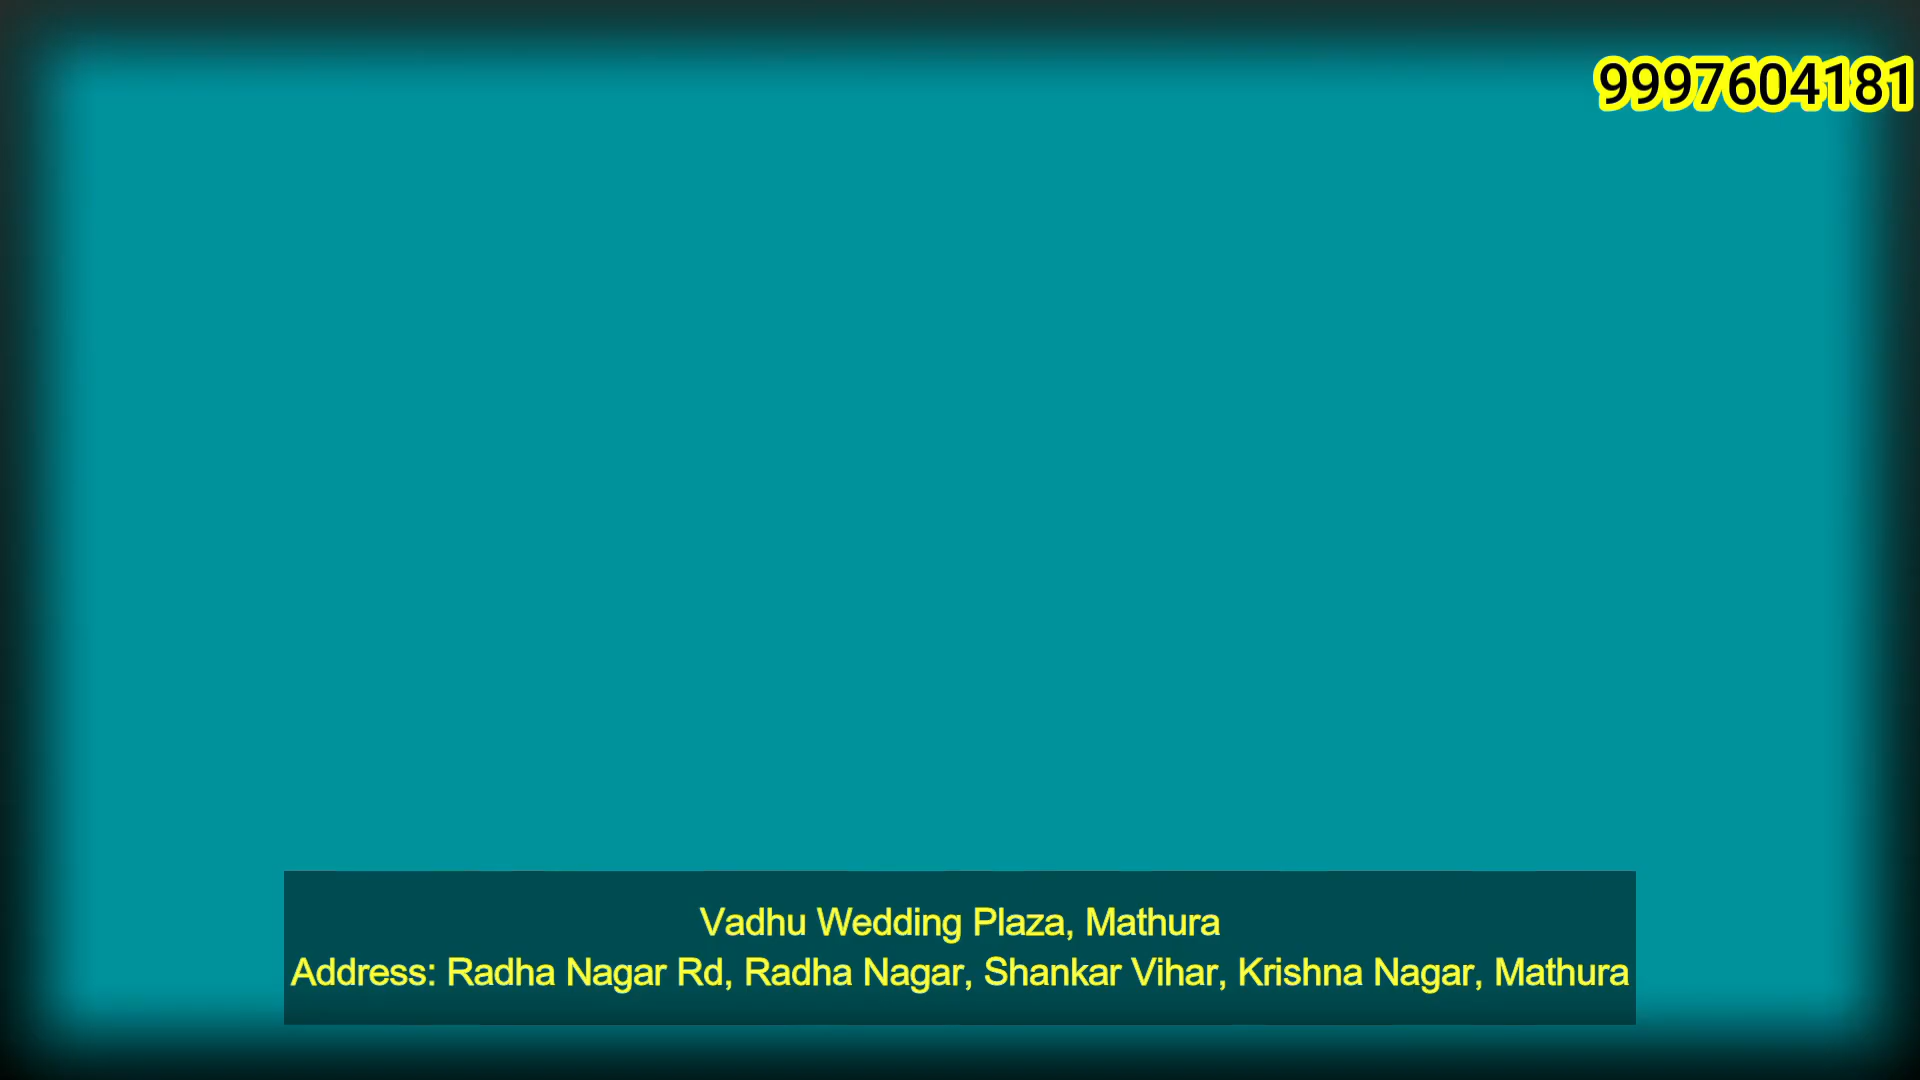 9997604181
Vadhu Wedding Plaza, Mathura
Address: Radha Nagar Rd, Radha Nagar, Shankar Vihar, Krishna Nagar, Mathura